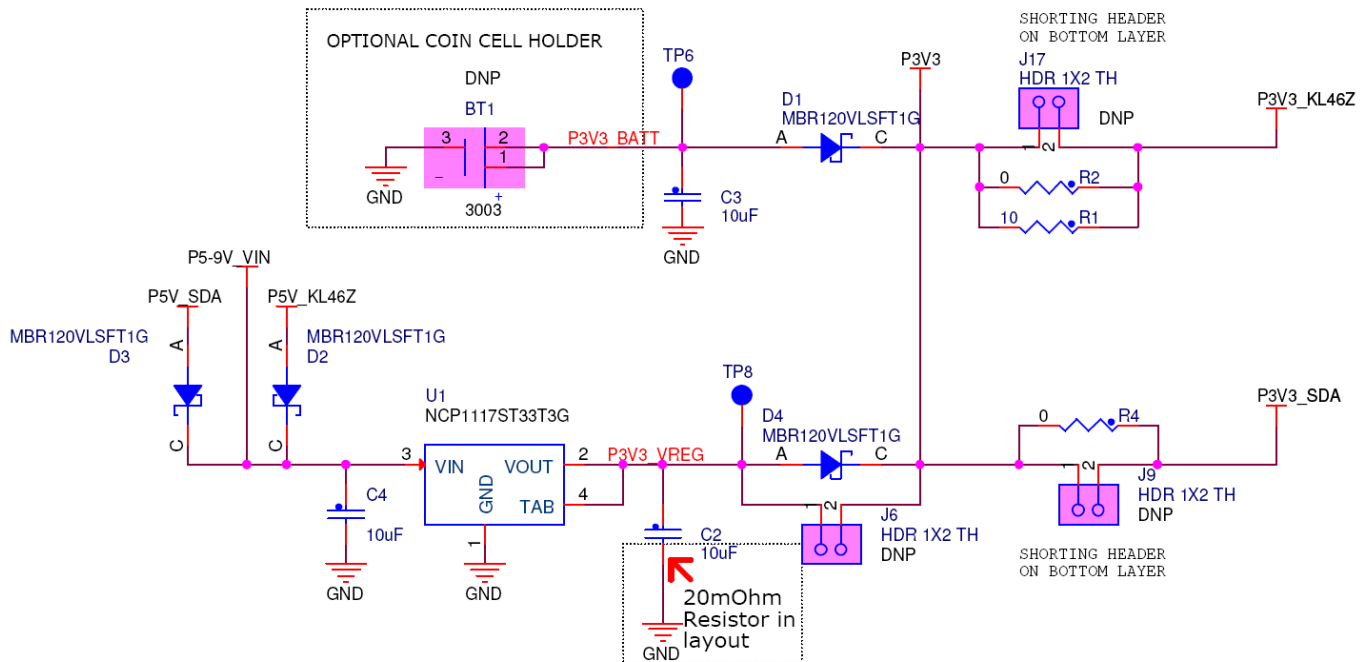 OPTIONAL COIN CELL HOLDER
DNP
BT1
3
2
1
-
+
3003
GND
P3V3_BATT
TP6
C3
10uF
GND
D1
MBR120VLSFT1G
A
C
P3V3
SHORTING HEADER
ON BOTTOM LAYER
J17
HDR 1X2 TH
DNP
1
2
P3V3_KL46Z
0
R2
10
R1
P5-9V_VIN
P5V_SDA
P5V_KL46Z
MBR120VLSFT1G
D3
A
C
MBR120VLSFT1G
D2
A
C
C4
10uF
GND
U1
NCP1117ST33T3G
3
VIN
VOUT
2
GND
TAB
4
1
GND
P3V3_VREG
C2
10uF
20mOhm
Resistor in
layout
GND
TP8
D4
MBR120VLSFT1G
A
C
1
2
J6
HDR 1X2 TH
DNP
0
R4
P3V3_SDA
1
2
J9
HDR 1X2 TH
DNP
SHORTING HEADER
ON BOTTOM LAYER